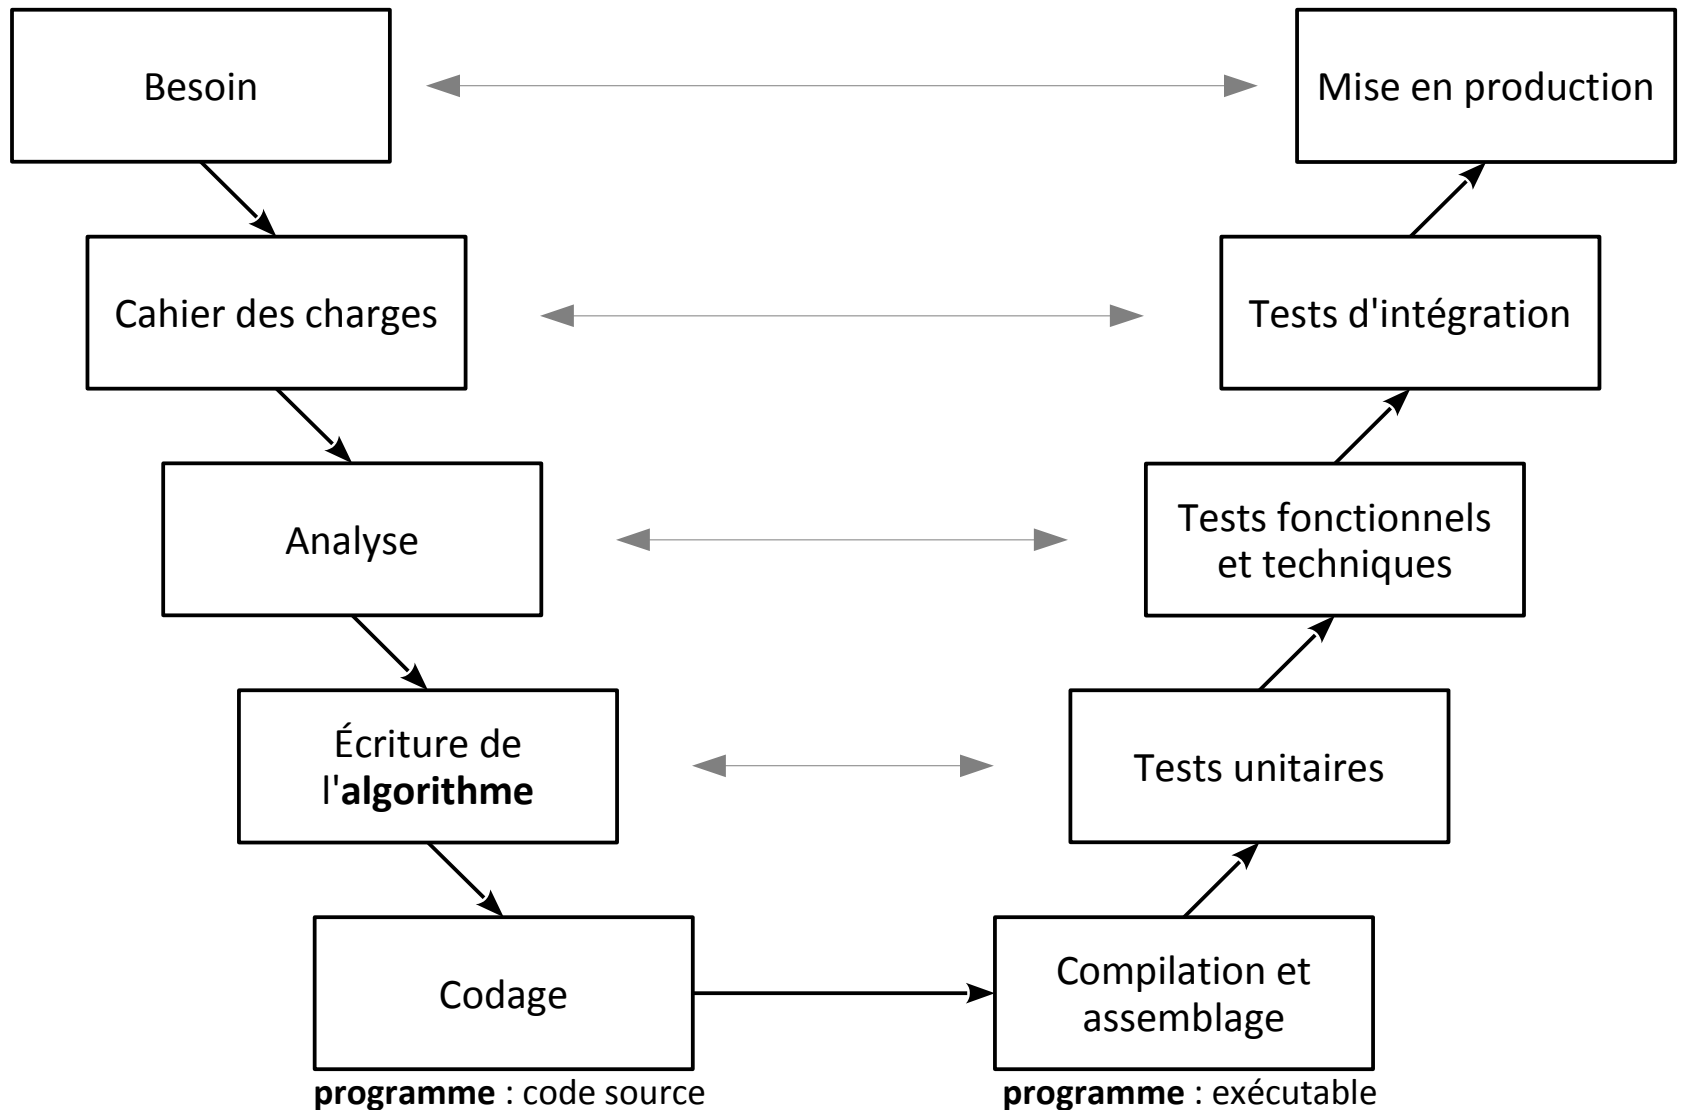 Besoin
Mise en production
Cahier des charges
Tests d'intégration
Analyse
Tests fonctionnels
et techniques
Écriture de
l'algorithme
Tests unitaires
Codage
Compilation et
assemblage
programme : code source
programme : exécutable